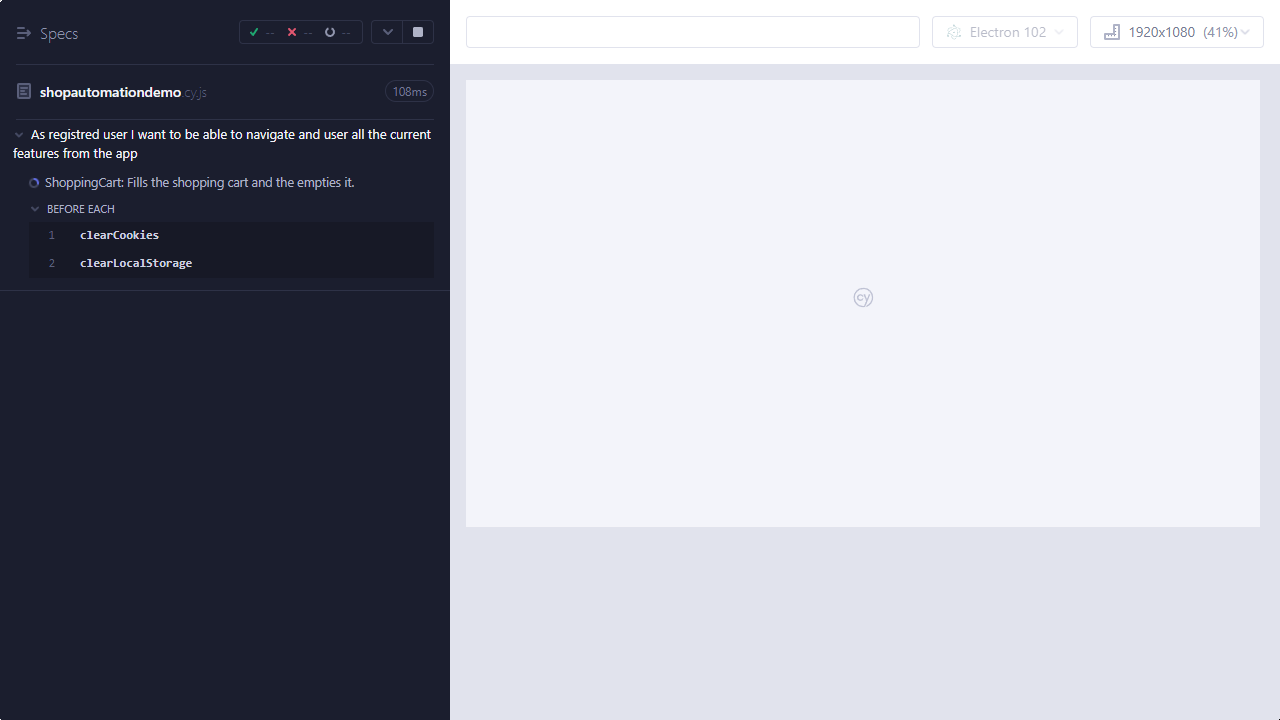 Specs
-- -- --
shopautomationdemo.cy.js
108ms
As registred user I want to be able to navigate and user all the current
features from the app
ShoppingCart: Fills the shopping cart and the empties it.
BEFORE EACH
1 clearCookies
2 clearLocalStorage
Electron 102
1920x1080 (41%)
cy